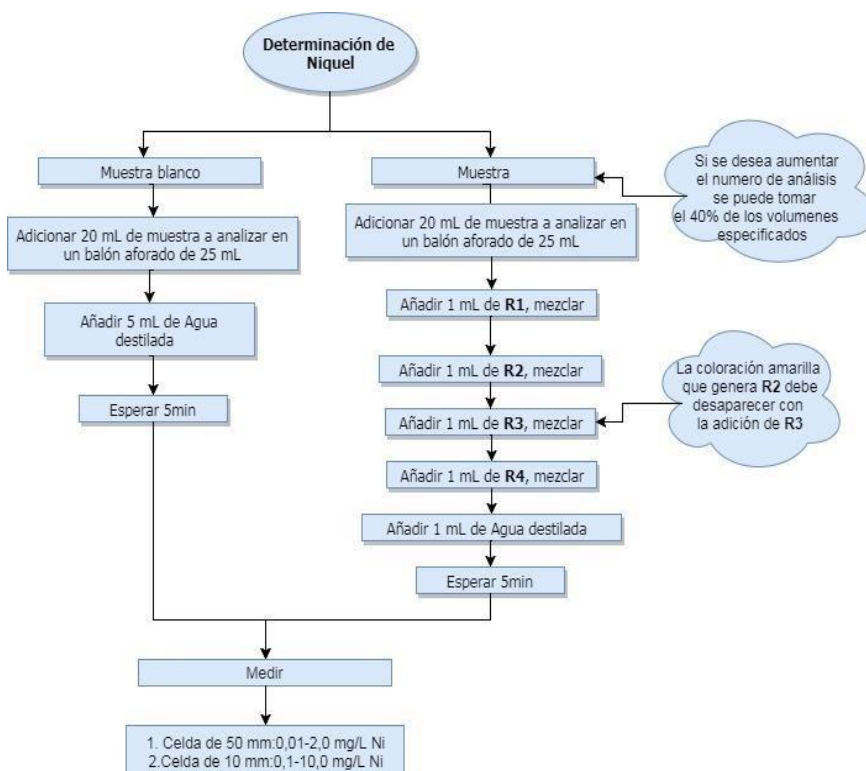 Determinación de
Niquel
Muestra blanco
Adicionar 20 mL de muestra a analizar en
un balón aforado de 25 mL
Añadir 5 mL de Agua
destilada
Esperar 5min
Muestra
Adicionar 20 mL de muestra a analizar en
un balón aforado de 25 mL
Añadir 1 mL de R1, mezclar
Añadir 1 mL de R2, mezclar
Añadir 1 mL de R3, mezclar
Añadir 1 mL de R4, mezclar
Añadir 1 mL de Agua destilada
Esperar 5min
Si se desea aumentar
el numero de análisis
se puede tomar
el 40% de los volumenes
especificados
La coloración amarilla
que genera R2 debe
desaparecer con
la adición de R3
Medir
1. Celda de 50 mm:0,01-2,0 mg/L Ni
2.Celda de 10 mm:0,1-10,0 mg/L Ni